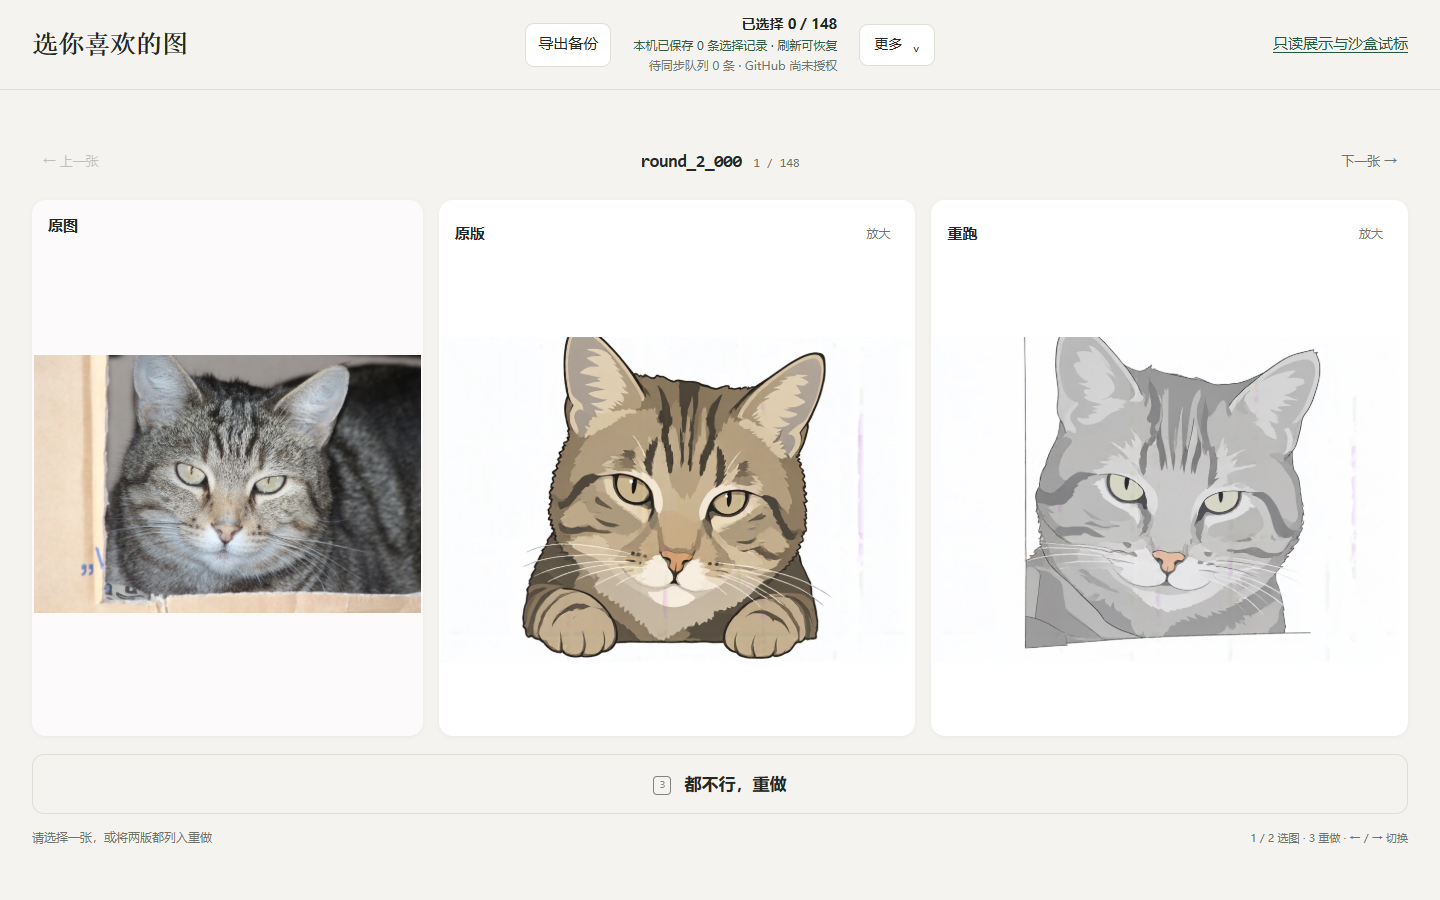 选你喜欢的图
导出备份
已选择 0 / 148
本机已保存 0 条选择记录 · 刷新可恢复
待同步队列 0 条 · GitHub 尚未授权
更多 v
只读展示与沙盒试标
← 上一张
round_2_000 1 / 148
下一张 →
原图
原版
放大
重跑
放大
3 都不行，重做
请选择一张，或将两版都列入重做
1 / 2 选图 · 3 重做 · ← / → 切换